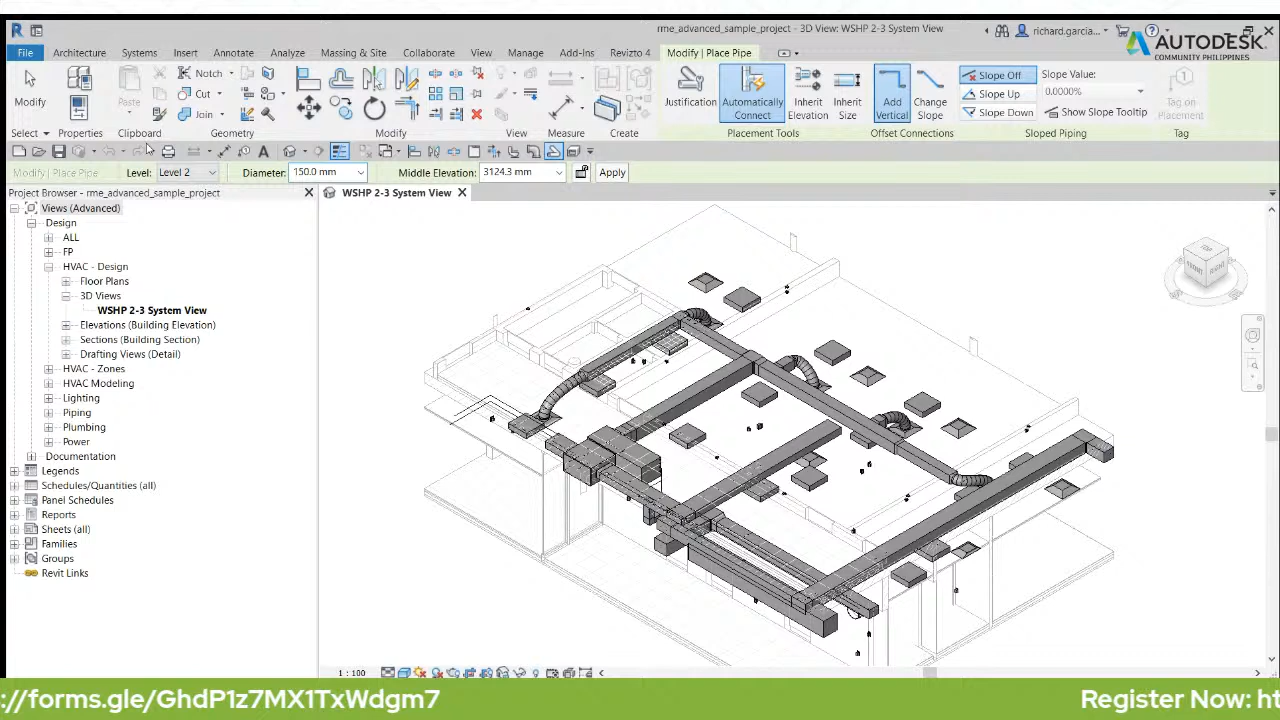 rme_advanced_sample_project - 3D View: WSHP 2-3 System View
richard.garcia...
File
Architecture
Systems
Insert
Annotate
Analyze
Massing & Site
Collaborate
View
Manage
Add-Ins
Revizto 4
Modify | Place Pipe
AUTODESK
COMMUNITY PHILIPPINES
Modify
Paste
Notch
Cut
Join
Justification
Automatically
Connect
Inherit
Elevation
Inherit
Size
Add
Vertical
Change
Slope
Slope Off
Slope Up
Slope Down
Slope Value:
0.0000%
Show Slope Tooltip
Tag on
Placement
Select
Properties
Clipboard
Geometry
Modify
View
Measure
Create
Placement Tools
Offset Connections
Sloped Piping
Tag
Modify | Place Pipe
Level: Level 2
Diameter: 150.0 mm
Middle Elevation: 3124.3 mm
Apply
Project Browser - rme_advanced_sample_project
WSHP 2-3 System View
Views (Advanced)
Design
ALL
FP
HVAC - Design
Floor Plans
3D Views
WSHP 2-3 System View
Elevations (Building Elevation)
Sections (Building Section)
Drafting Views (Detail)
HVAC - Zones
HVAC Modeling
Lighting
Piping
Plumbing
Power
Documentation
Legends
Schedules/Quantities (all)
Panel Schedules
Reports
Sheets (all)
Families
Groups
Revit Links
TOP
FRONT
RIGHT
1 : 100
://forms.gle/GhdP1z7MX1TxWdgm7
Register Now: ht